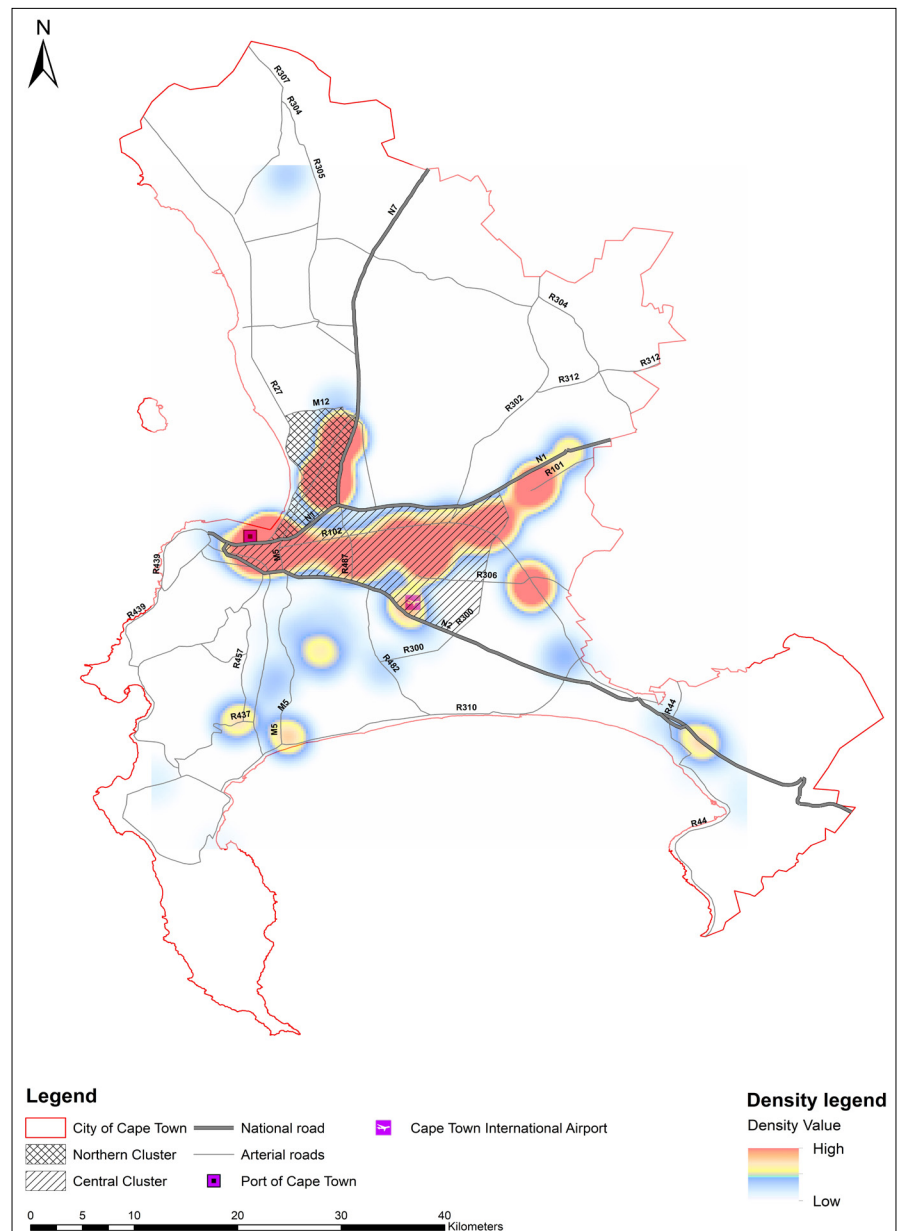 N
R307
R304
R305
N7
R304
R312
R312
R27
R302
M12
N1
R101
N1
R102
M5
R487
R439
R306
R439
N2
R300
R300
R457
R482
R437
M5
M5
R310
R44
R44
Legend
City of Cape Town
National road
Cape Town International Airport
Northern Cluster
Arterial roads
Central Cluster
Port of Cape Town
0 5 10 20 30 40
Kilometers
Density legend
Density Value
High
Low